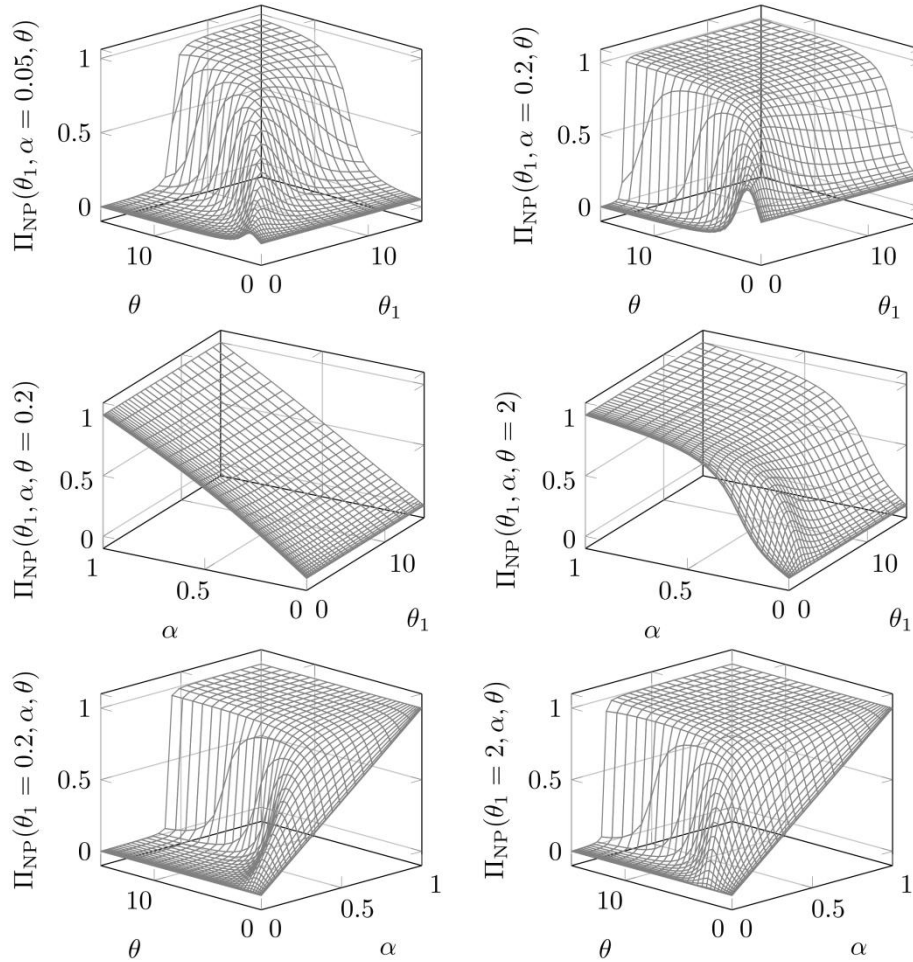 Π_NP(θ_1, α = 0.05, θ)
1
0.5
0
10
0
0
10
θ
θ_1
Π_NP(θ_1, α = 0.2, θ)
1
0.5
0
10
0
0
10
θ
θ_1
Π_NP(θ_1, α, θ = 0.2)
1
0.5
0
1
0.5
0
0
10
α
θ_1
Π_NP(θ_1, α, θ = 2)
1
0.5
0
1
0.5
0
0
10
α
θ_1
Π_NP(θ_1 = 0.2, α, θ)
1
0.5
0
10
0
0
0.5
1
θ
α
Π_NP(θ_1 = 2, α, θ)
1
0.5
0
10
0
0
0.5
1
θ
α